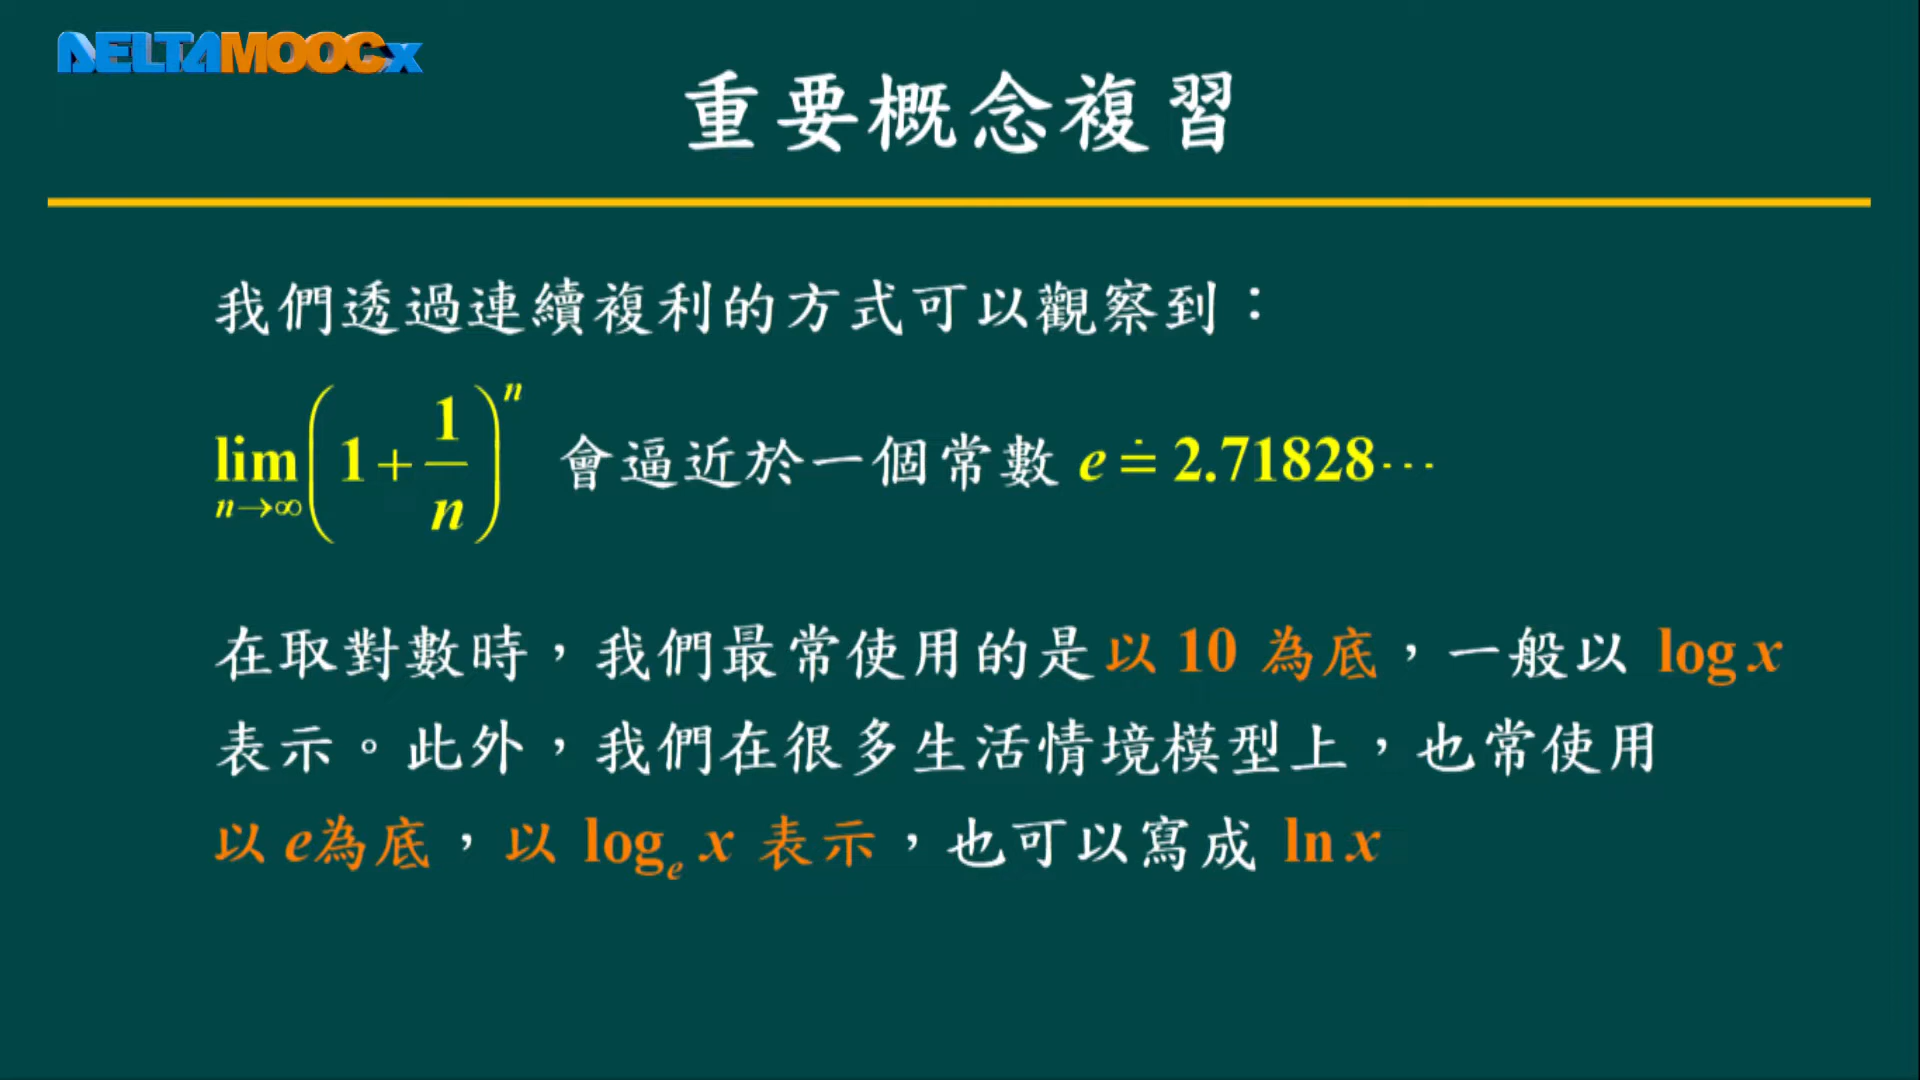 DELTAMOOCx
重要概念複習
我們透過連續複利的方式可以觀察到：
lim_{n→∞}(1+1/n)^n 會逼近於一個常數 e≐2.71828⋯
在取對數時，我們最常使用的是以 10 為底，一般以 log x
表示。此外，我們在很多生活情境模型上，也常使用
以 e為底，以 log_e x 表示，也可以寫成 ln x